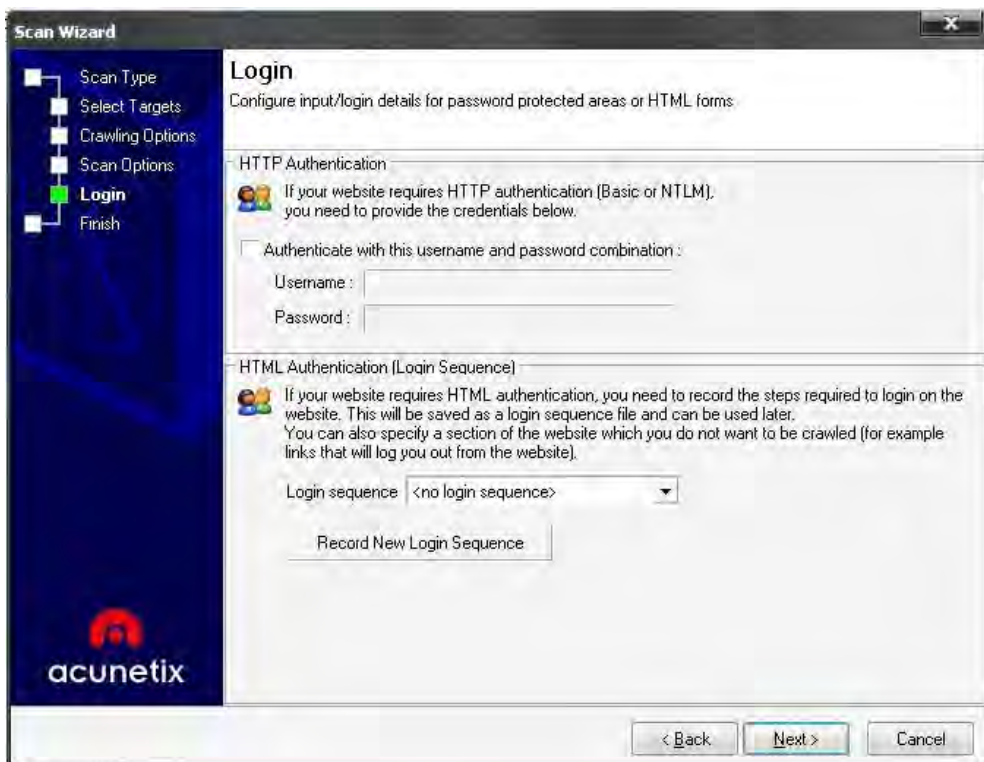 Scan Wizard
x
Scan Type
Select Targets
Crawling Options
Scan Options
Login
Finish
acunetix
Login
Configure input/login details for password protected areas or HTML forms
HTTP Authentication
If your website requires HTTP authentication (Basic or NTLM),
you need to provide the credentials below.
Authenticate with this username and password combination :
Username :
Password :
HTML Authentication (Login Sequence)
If your website requires HTML authentication, you need to record the steps required to login on the
website. This will be saved as a login sequence file and can be used later.
You can also specify a section of the website which you do not want to be crawled (for example
links that will log you out from the website).
Login sequence <no login sequence>
Record New Login Sequence
< Back Next > Cancel